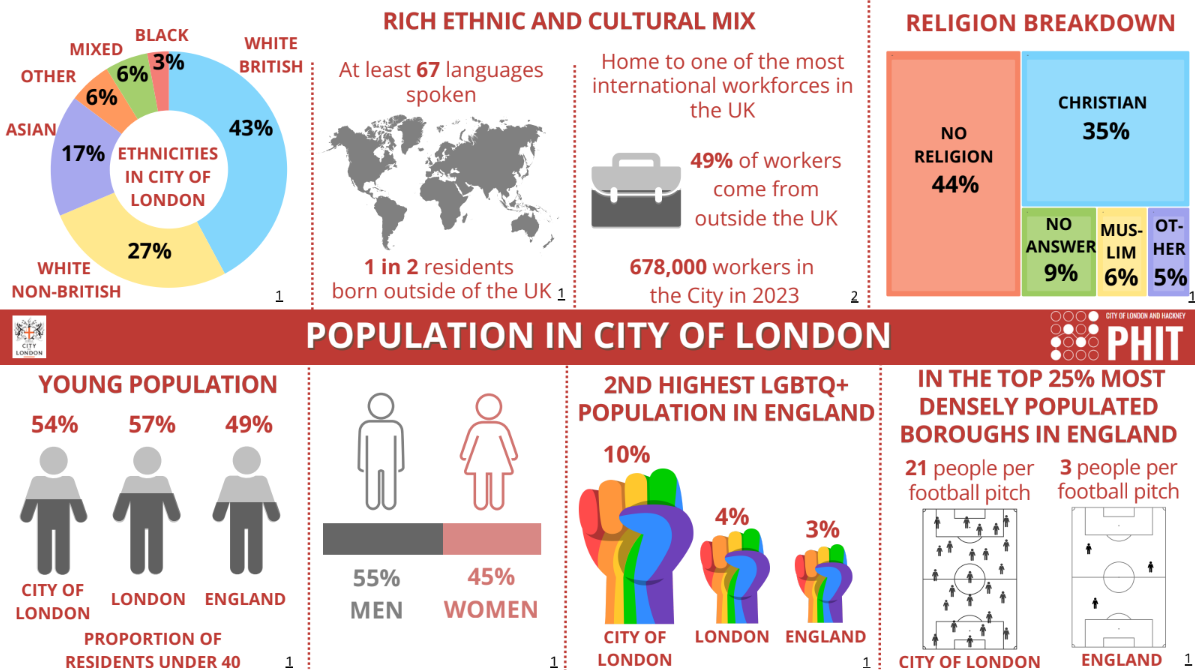 RICH ETHNIC AND CULTURAL MIX
BLACK
3%
MIXED
6%
OTHER
6%
ASIAN
17%
WHITE
BRITISH
43%
ETHNICITIES
IN CITY OF
LONDON
27%
WHITE
NON-BRITISH
1
At least 67 languages
spoken
1 in 2 residents
born outside of the UK 1
Home to one of the most
international workforces in
the UK
49% of workers
come from
outside the UK
678,000 workers in
the City in 2023
2
RELIGION BREAKDOWN
NO
RELIGION
44%
CHRISTIAN
35%
NO
ANSWER
9%
MUS-
LIM
6%
OT-
HER
5%
1
CITY
OF
LONDON
POPULATION IN CITY OF LONDON
CITY OF LONDON AND HACKNEY
PHIT
YOUNG POPULATION
54%
57%
49%
CITY OF
LONDON
LONDON
ENGLAND
PROPORTION OF
RESIDENTS UNDER 40
1
55%
MEN
45%
WOMEN
1
2ND HIGHEST LGBTQ+
POPULATION IN ENGLAND
10%
4%
3%
CITY OF
LONDON
LONDON
ENGLAND
1
IN THE TOP 25% MOST
DENSELY POPULATED
BOROUGHS IN ENGLAND
21 people per
football pitch
3 people per
football pitch
CITY OF LONDON
ENGLAND
1